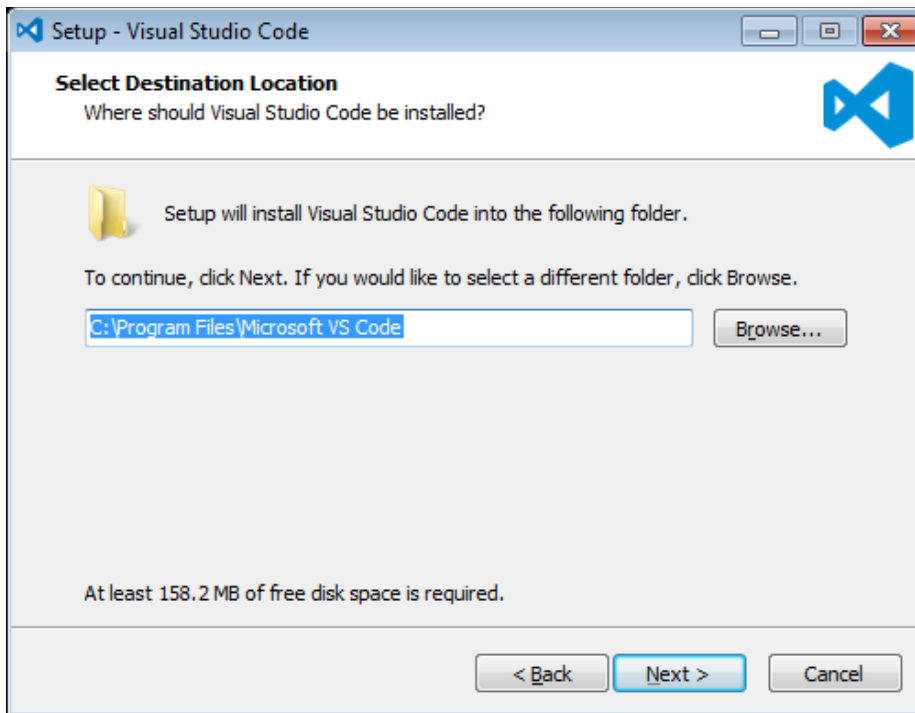 Setup - Visual Studio Code
Select Destination Location
Where should Visual Studio Code be installed?
Setup will install Visual Studio Code into the following folder.
To continue, click Next. If you would like to select a different folder, click Browse.
C:\Program Files\Microsoft VS Code
Browse...
At least 158.2 MB of free disk space is required.
< Back
Next >
Cancel